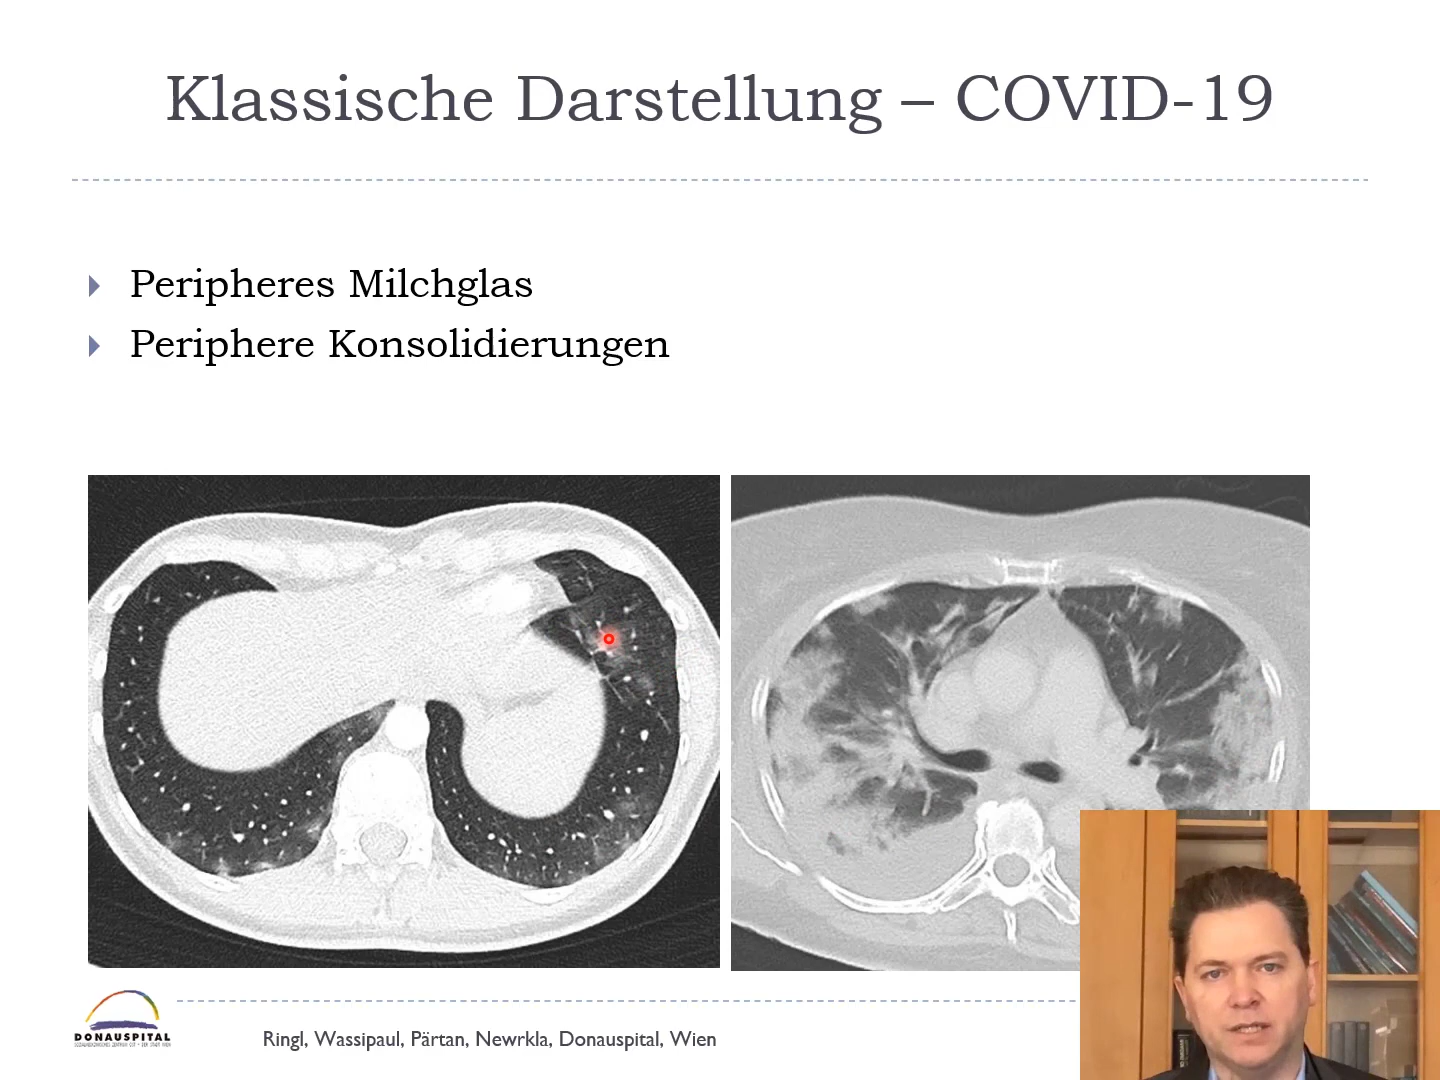 Klassische Darstellung – COVID-19
Peripheres Milchglas
Periphere Konsolidierungen
DONAUSPITAL
Ringl, Wassipaul, Pärtan, Newrkla, Donauspital, Wien